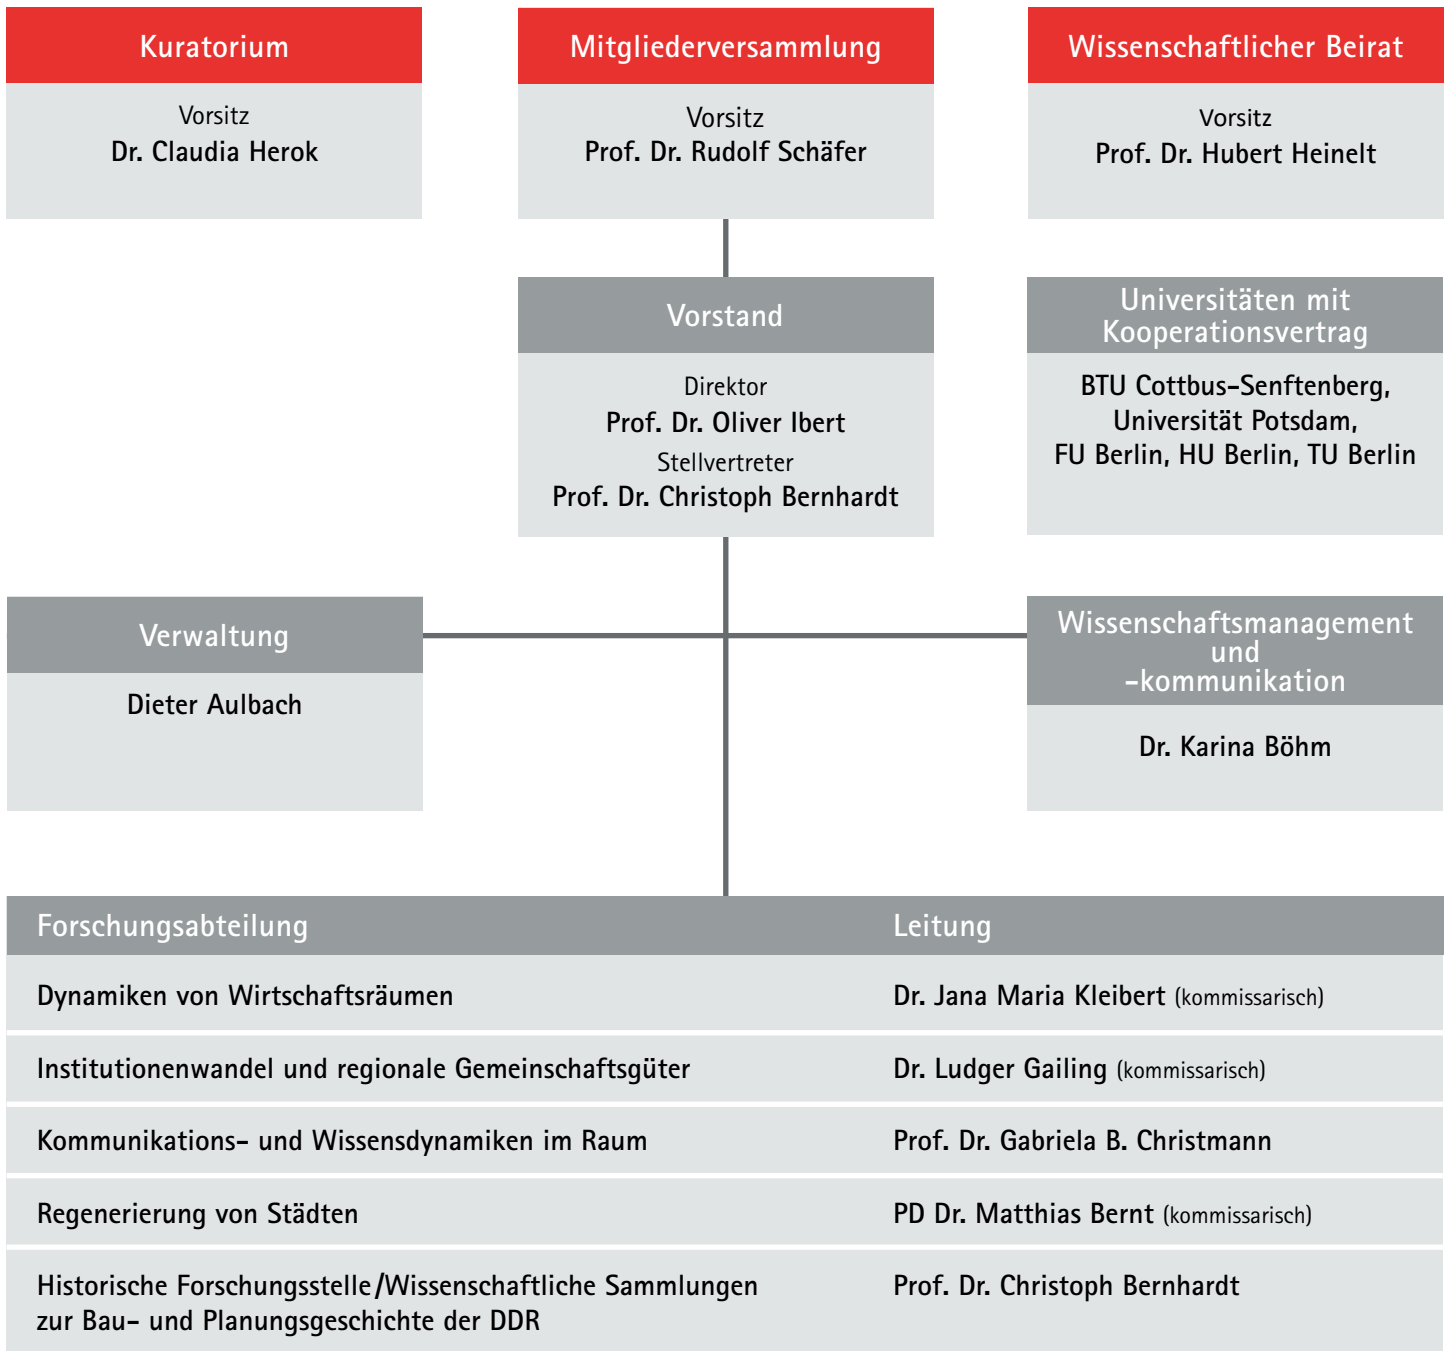 Kuratorium
Vorsitz
Dr. Claudia Herok
Mitgliederversammlung
Vorsitz
Prof. Dr. Rudolf Schäfer
Wissenschaftlicher Beirat
Vorsitz
Prof. Dr. Hubert Heinelt
Vorstand
Direktor
Prof. Dr. Oliver Ibert
Stellvertreter
Prof. Dr. Christoph Bernhardt
Universitäten mit
Kooperationsvertrag
BTU Cottbus-Senftenberg,
Universität Potsdam,
FU Berlin, HU Berlin, TU Berlin
Verwaltung
Dieter Aulbach
Wissenschaftsmanagement
und
-kommunikation
Dr. Karina Böhm
Forschungsabteilung Leitung
Dynamiken von Wirtschaftsräumen Dr. Jana Maria Kleibert (kommissarisch)
Institutionenwandel und regionale Gemeinschaftsgüter Dr. Ludger Gailing (kommissarisch)
Kommunikations- und Wissensdynamiken im Raum Prof. Dr. Gabriela B. Christmann
Regenerierung von Städten PD Dr. Matthias Bernt (kommissarisch)
Historische Forschungsstelle/Wissenschaftliche Sammlungen Prof. Dr. Christoph Bernhardt
zur Bau- und Planungsgeschichte der DDR